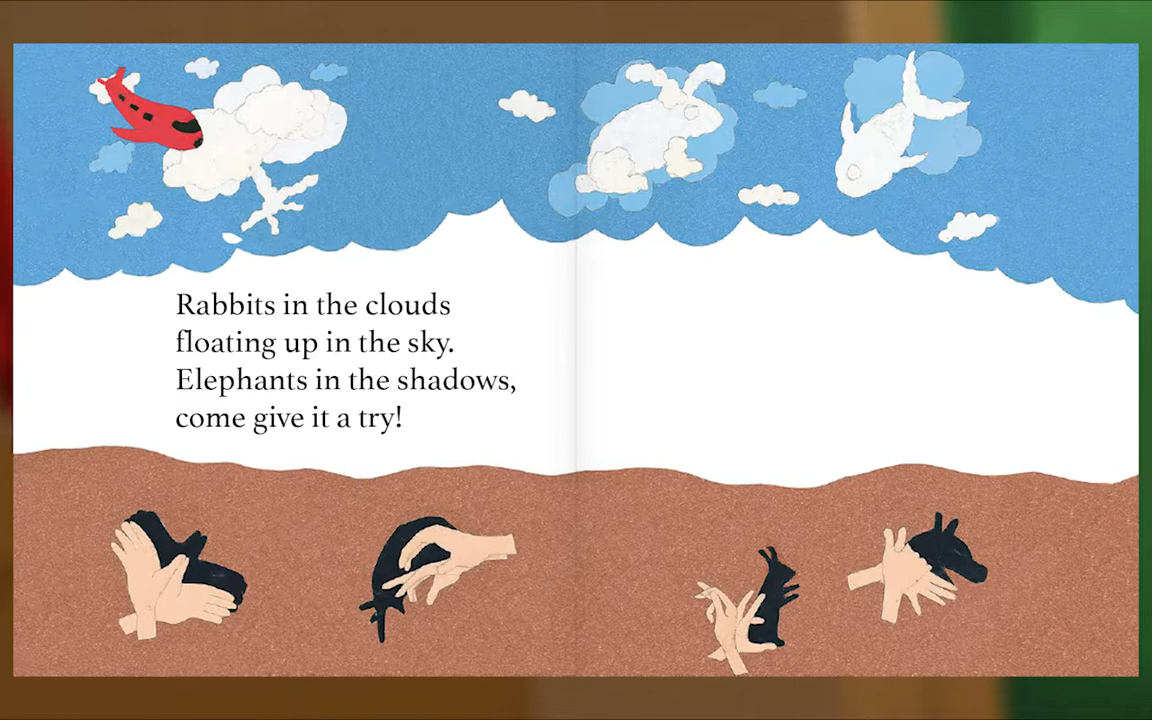 Rabbits in the clouds
floating up in the sky.
Elephants in the shadows,
come give it a try!